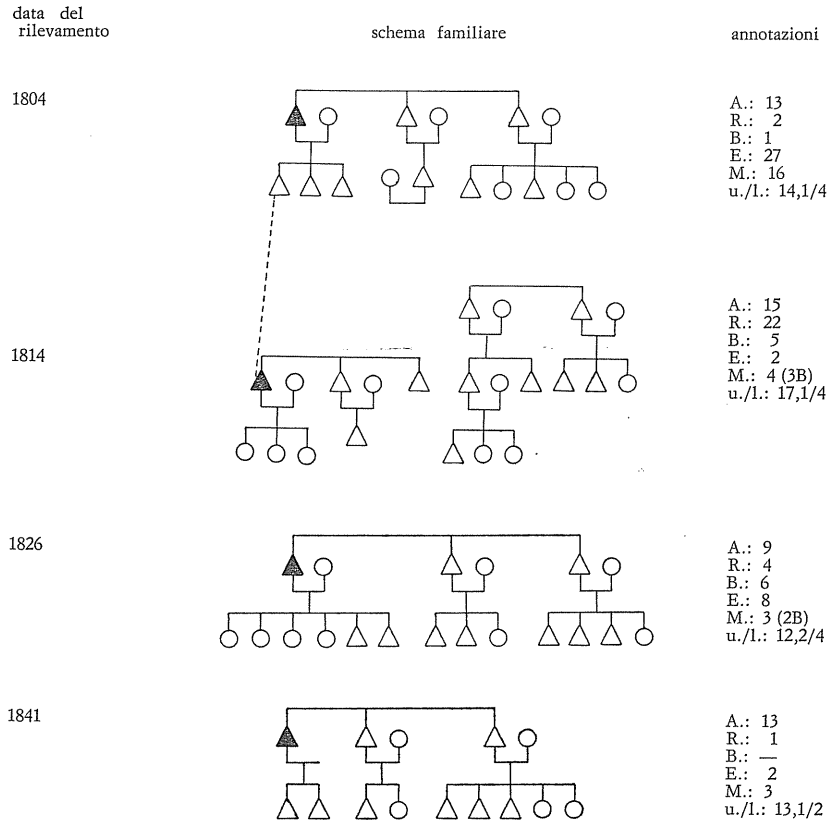 data del
rilevamento
schema familiare
annotazioni
1804
A.: 13
R.: 2
B.: 1
E.: 27
M.: 16
u./l.: 14,1/4
1814
A.: 15
R.: 22
B.: 5
E.: 2
M.: 4 (3B)
u./l.: 17,1/4
1826
A.: 9
R.: 4
B.: 6
E.: 8
M.: 3 (2B)
u./l.: 12,2/4
1841
A.: 13
R.: 1
B.: —
E.: 2
M.: 3
u./l.: 13,1/2